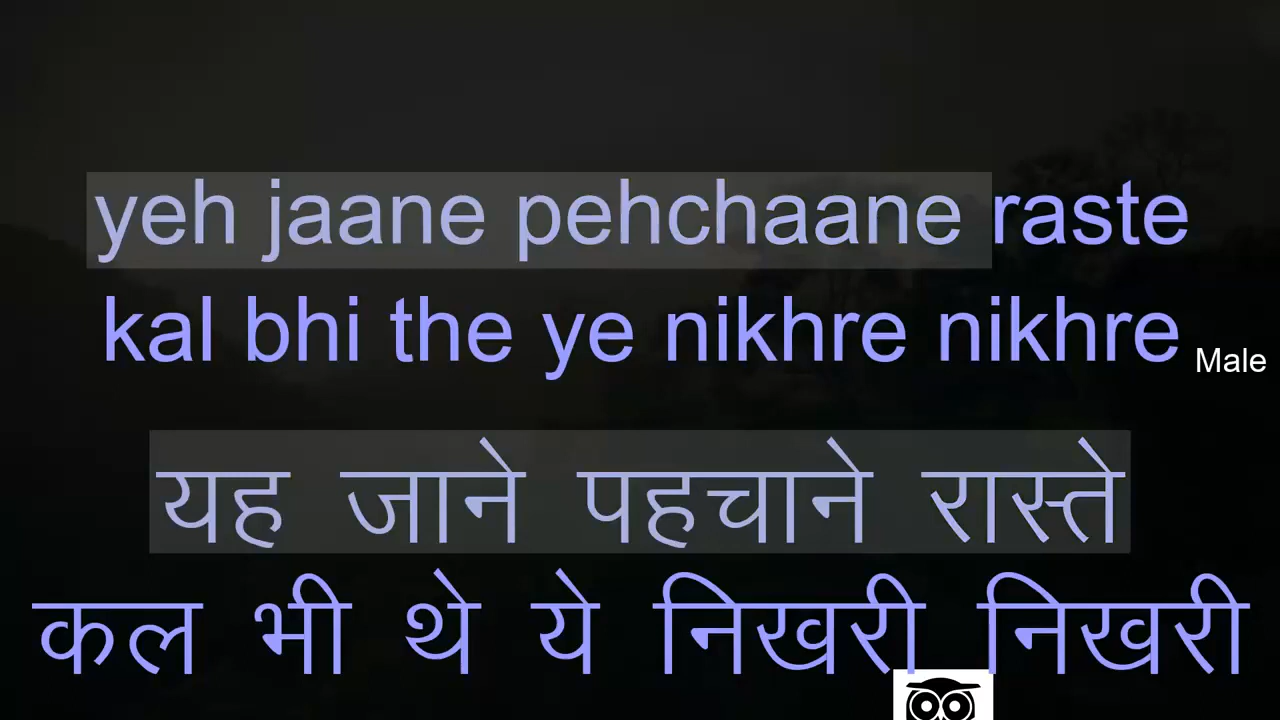 yeh jaane pehchaane raste
kal bhi the ye nikhre nikhre
Male
यह जाने पहचाने रास्ते
कल भी थे ये निखरी निखरी